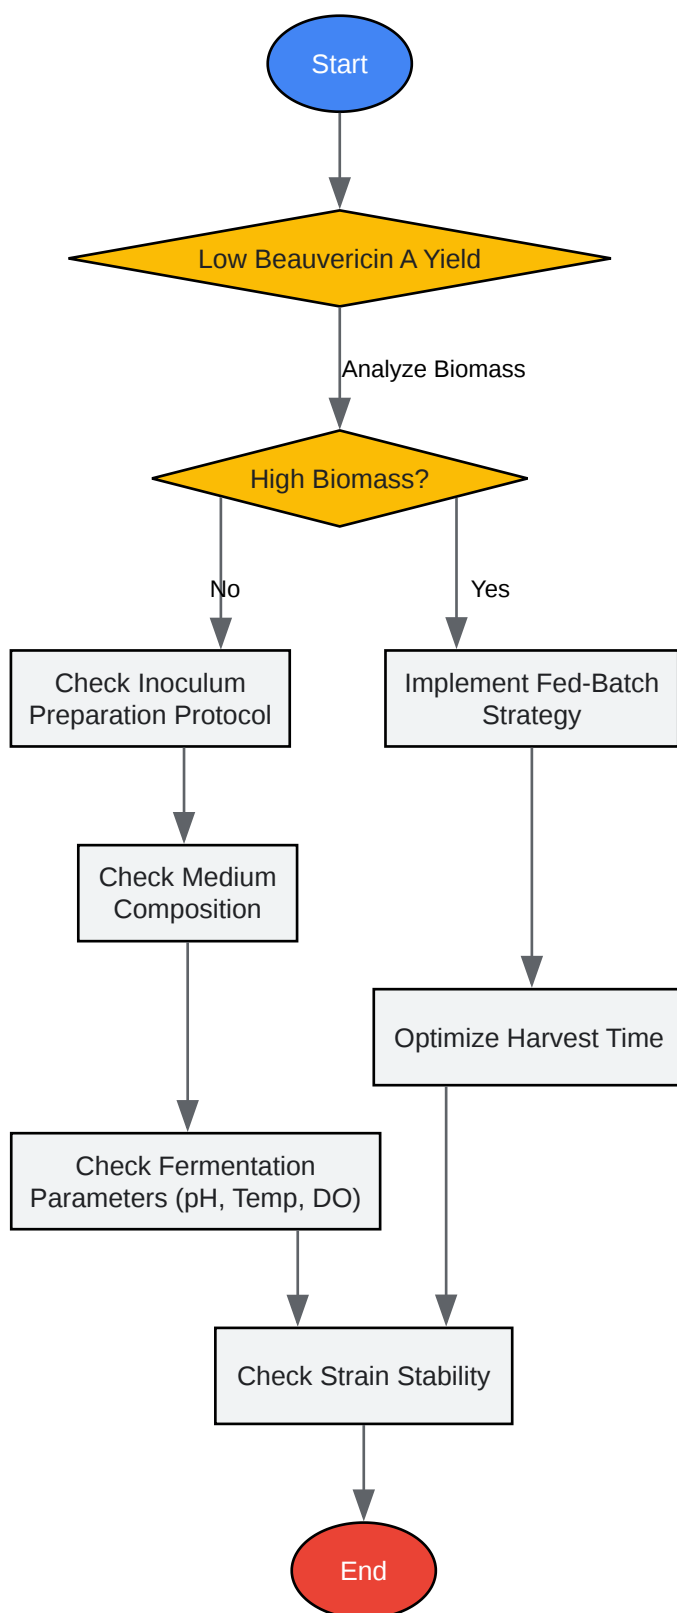 Start
Low Beauvericin A Yield
Analyze Biomass
High Biomass?
No
Yes
Check Inoculum
Preparation Protocol
Implement Fed-Batch
Strategy
Check Medium
Composition
Optimize Harvest Time
Check Fermentation
Parameters (pH, Temp, DO)
Check Strain Stability
End